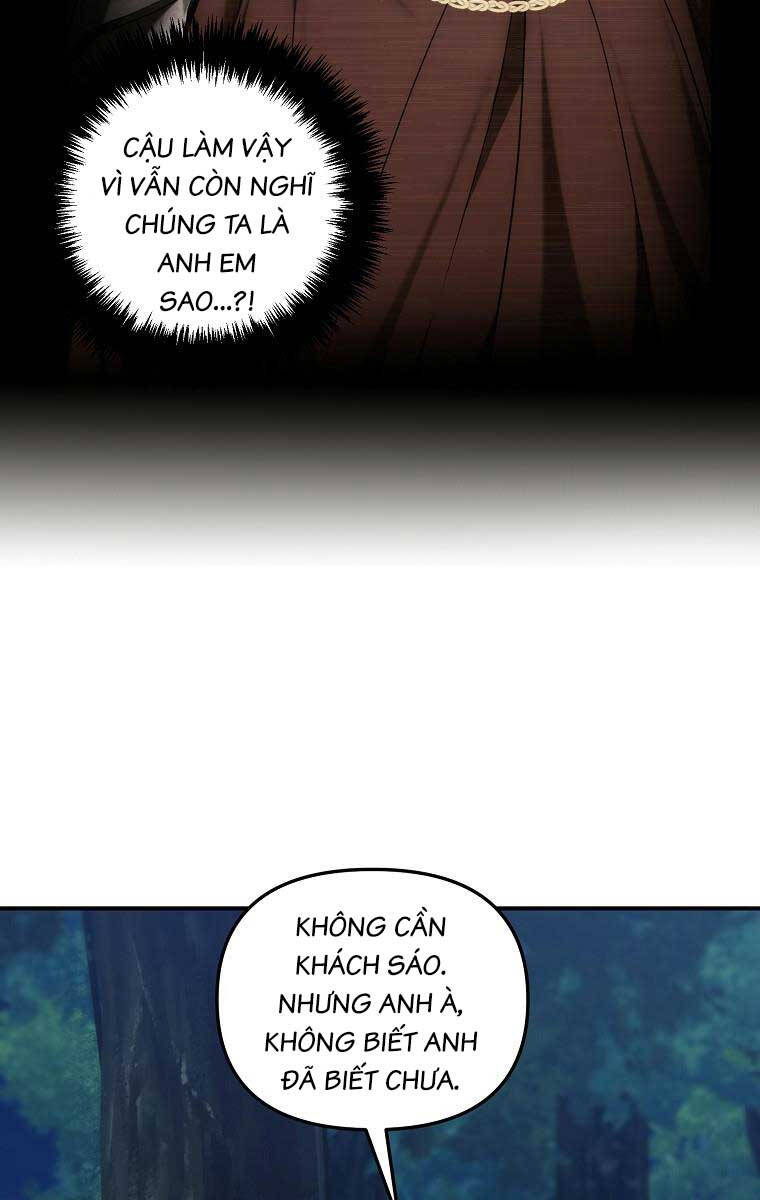 CẬU LÀM VẬY
VÌ VẪN CÒN NGHĨ
CHÚNG TA LÀ
ANH EM
SAO...?!
KHÔNG CẦN
KHÁCH SÁO.
NHƯNG ANH À,
KHÔNG BIẾT ANH
ĐÃ BIẾT CHƯA.